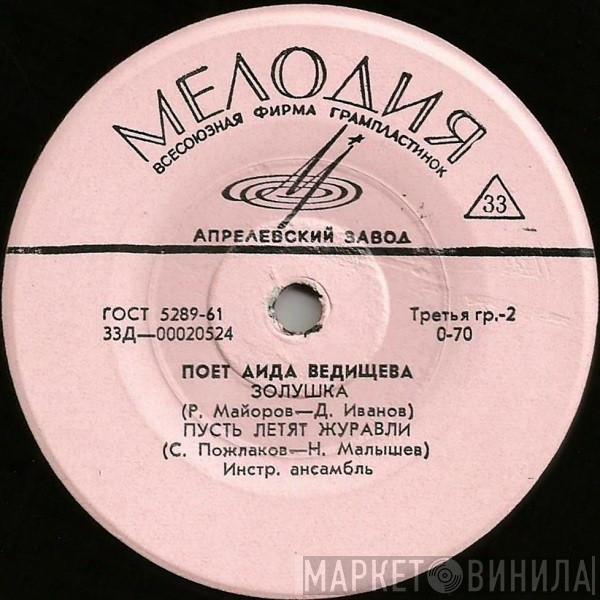 МЕЛОДИЯ
ВСЕСОЮЗНАЯ ФИРМА ГРАМПЛАСТИНОК
33
АПРЕЛЕВСКИЙ ЗАВОД
ГОСТ 5289-61
33Д—00020524
Третья гр.-2
0-70
ПОЕТ АИДА ВЕДИЩЕВА
ЗОЛУШКА
(Р. Майоров—Д. Иванов)
ПУСТЬ ЛЕТЯТ ЖУРАВЛИ
(С. Пожлаков—Н. Малышев)
Инстр. ансамбль
МАРКЕТ ВИНИЛА